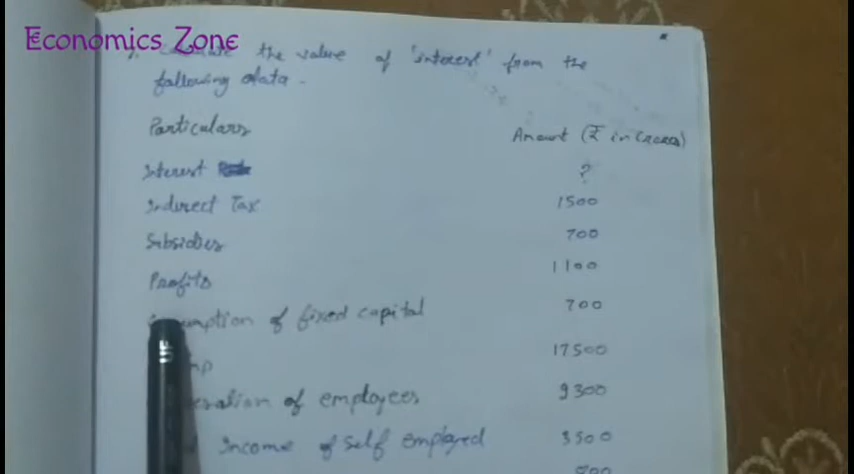 Economics Zone
the value of 'interest' from the
following data.
Particulars Amount (₹ in crores)
Interest ?
Indirect Tax 1500
Subsidies 700
Profits 1100
of fixed capital 700
17500
of employees 9300
Income of self employed 3500